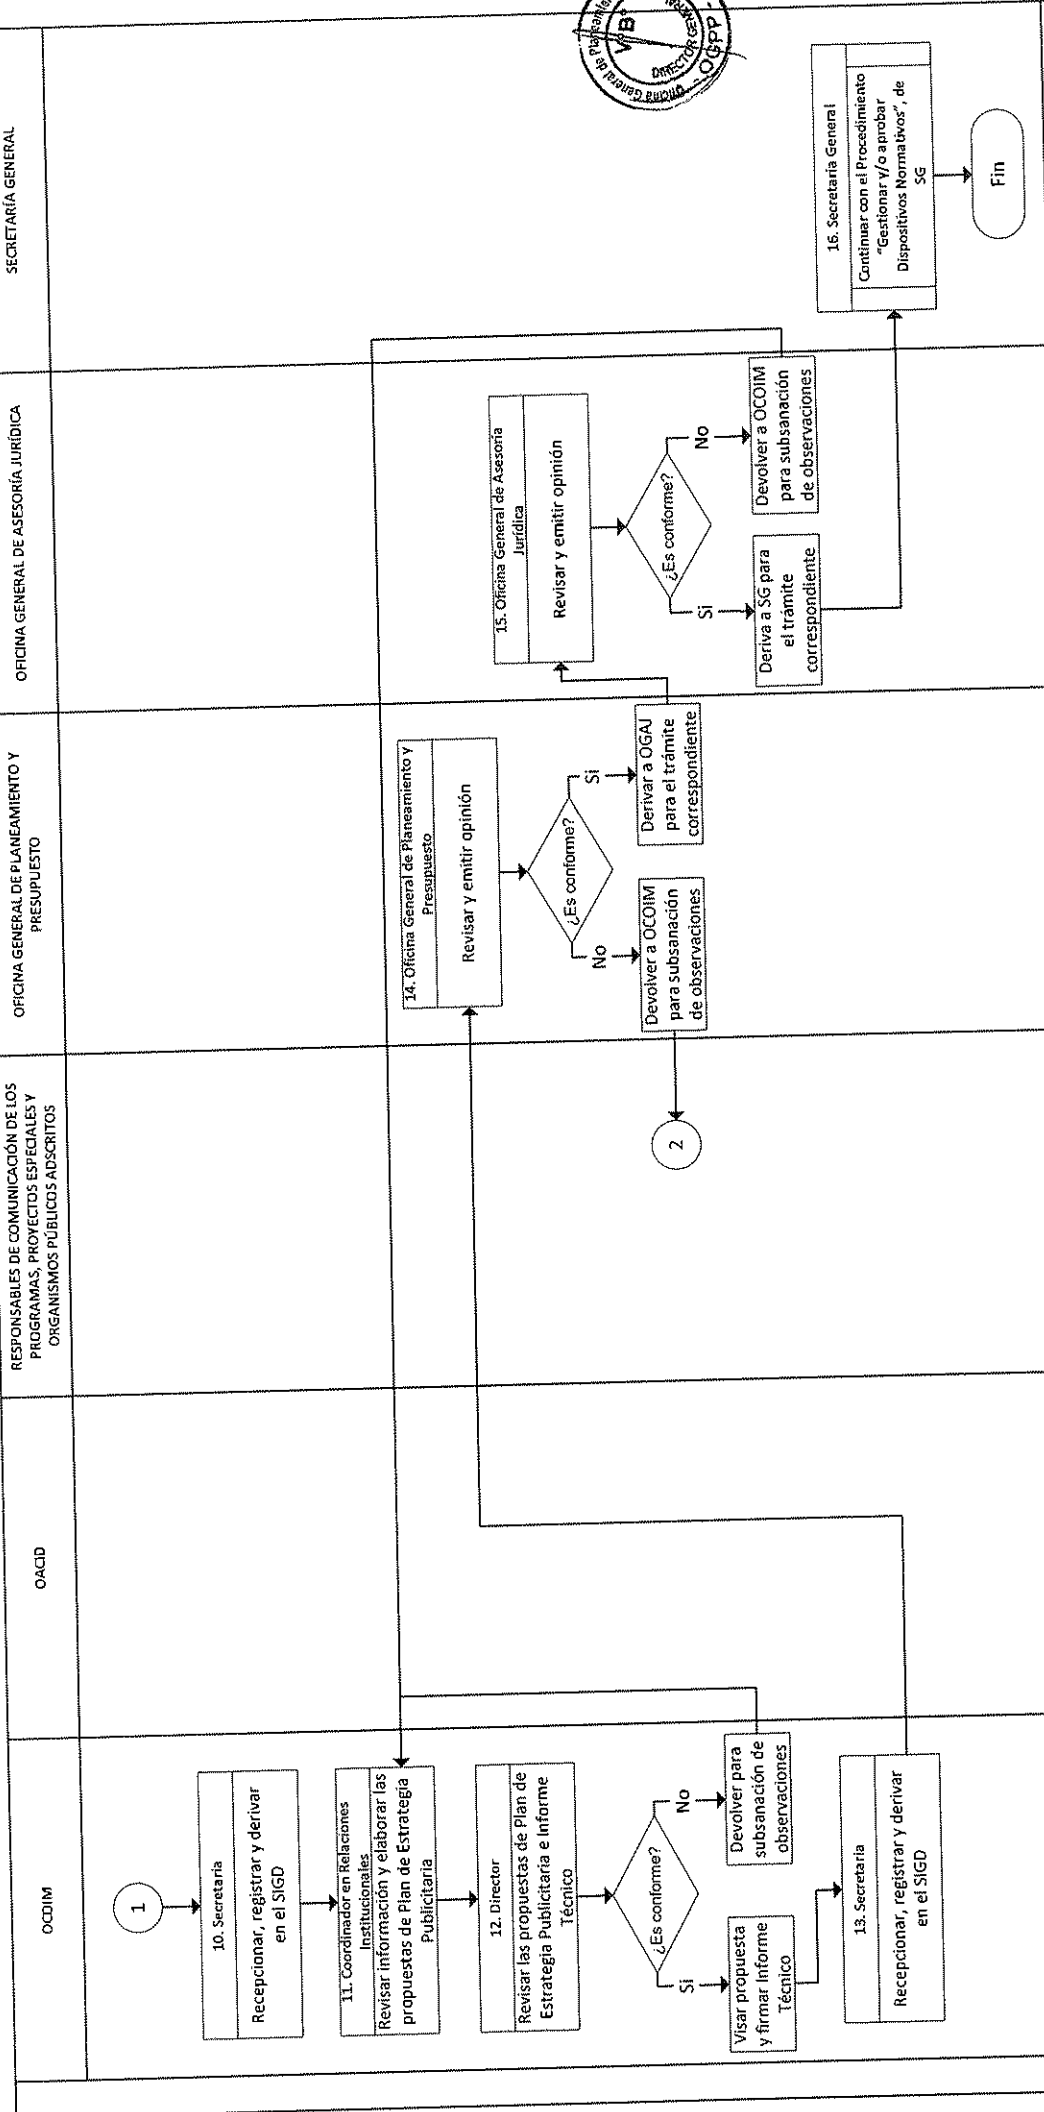 OCOIM
OACID
RESPONSABLES DE COMUNICACIÓN DE LOS
PROGRAMAS, PROYECTOS ESPECIALES Y
ORGANISMOS PÚBLICOS ADSCRITOS
OFICINA GENERAL DE PLANEAMIENTO Y
PRESUPUESTO
OFICINA GENERAL DE ASESORÍA JURÍDICA
SECRETARÍA GENERAL
1
10. Secretaria
Recepcionar, registrar y derivar
en el SIGD
11. Coordinador en Relaciones
Institucionales
Revisar información y elaborar las
propuestas de Plan de Estrategia
Publicitaria
12. Director
Revisar las propuestas de Plan de
Estrategia Publicitaria e Informe
Técnico
¿Es conforme?
Si
No
Visar propuesta
y firmar Informe
Técnico
Devolver para
subsanación de
observaciones
13. Secretaria
Recepcionar, registrar y derivar
en el SIGD
14. Oficina General de Planeamiento y
Presupuesto
Revisar y emitir opinión
¿Es conforme?
No
Si
Devolver a OCOIM
para subsanación
de observaciones
Derivar a OGAJ
para el trámite
correspondiente
2
15. Oficina General de Asesoría
Jurídica
Revisar y emitir opinión
¿Es conforme?
Si
No
Deriva a SG para
el trámite
correspondiente
Devolver a OCOIM
para subsanación
de observaciones
16. Secretaria General
Continuar con el Procedimiento
"Gestionar y/o aprobar
Dispositivos Normativos", de
SG
Fin
Oficina General de
V°B°
DIRECTOR GENERAL
OGPP